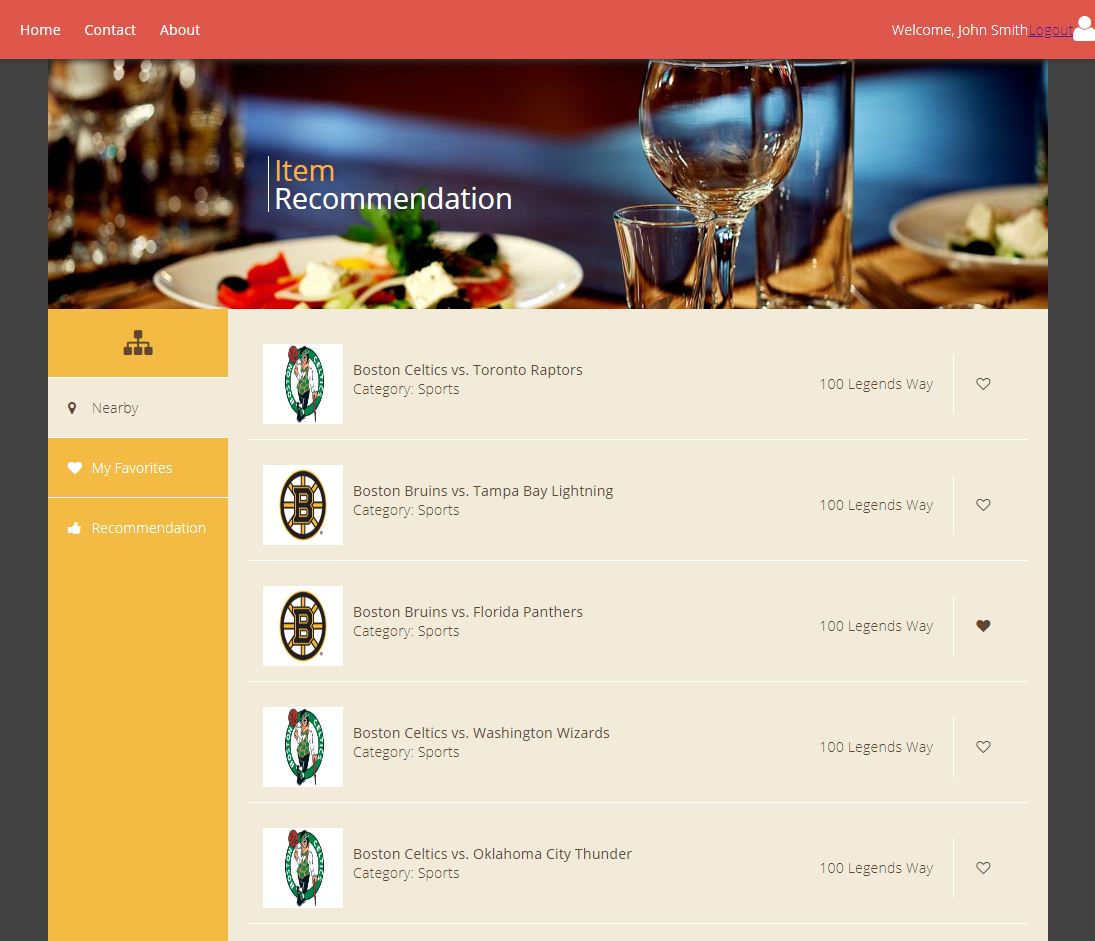 Home Contact About Welcome, John Smith Logout
Item
Recommendation
Nearby
My Favorites
Recommendation
Boston Celtics vs. Toronto Raptors
Category: Sports
100 Legends Way
Boston Bruins vs. Tampa Bay Lightning
Category: Sports
100 Legends Way
Boston Bruins vs. Florida Panthers
Category: Sports
100 Legends Way
Boston Celtics vs. Washington Wizards
Category: Sports
100 Legends Way
Boston Celtics vs. Oklahoma City Thunder
Category: Sports
100 Legends Way